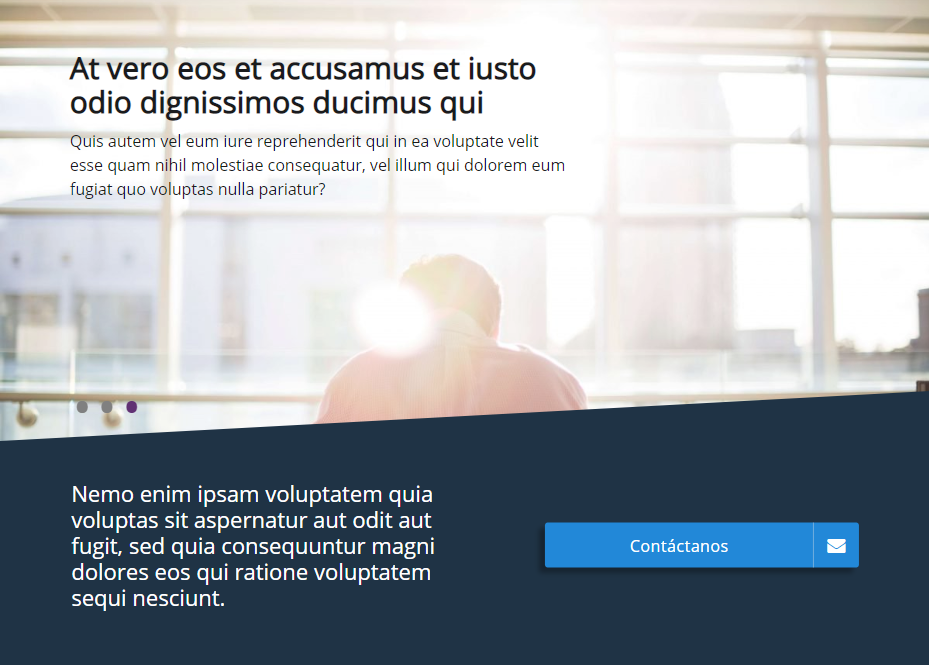 At vero eos et accusamus et iusto
odio dignissimos ducimus qui
Quis autem vel eum iure reprehenderit qui in ea voluptate velit
esse quam nihil molestiae consequatur, vel illum qui dolorem eum
fugiat quo voluptas nulla pariatur?
Nemo enim ipsam voluptatem quia
voluptas sit aspernatur aut odit aut
fugit, sed quia consequuntur magni
dolores eos qui ratione voluptatem
sequi nesciunt.
Contáctanos